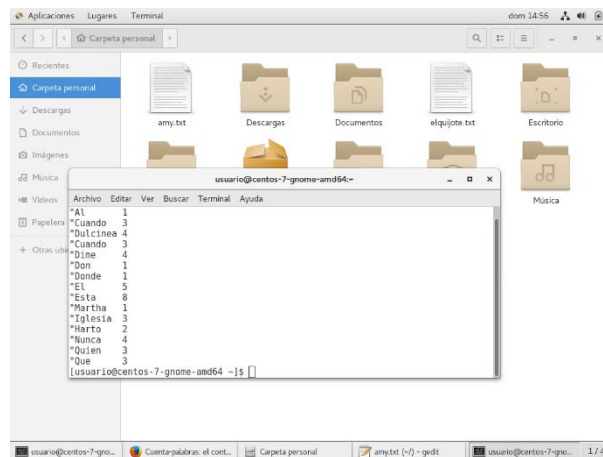 Aplicaciones Lugares Terminal dom 14:56
Carpeta personal
Recientes
Carpeta personal
Descargas
Documentos
Imágenes
Música
Vídeos
Papelera
+ Otras ubi
amy.txt Descargas Documentos elquijote.txt Escritorio
Música
usuario@centos-7-gnome-amd64:~
Archivo Editar Ver Buscar Terminal Ayuda
"Al 1
"Cuando 3
"Dulcinea 4
"Cuando 3
"Dime 4
"Don 1
"Donde 1
"El 5
"Esta 8
"Martha 1
"Iglesia 3
"Harto 2
"Nunca 4
"Quien 3
"Que 3
[usuario@centos-7-gnome-amd64 ~]$
usuario@centos-7-gno... Cuenta-palabras: el cont... Carpeta personal amy.txt (~/) - gedit usuario@centos-7-gno... 1 / 4